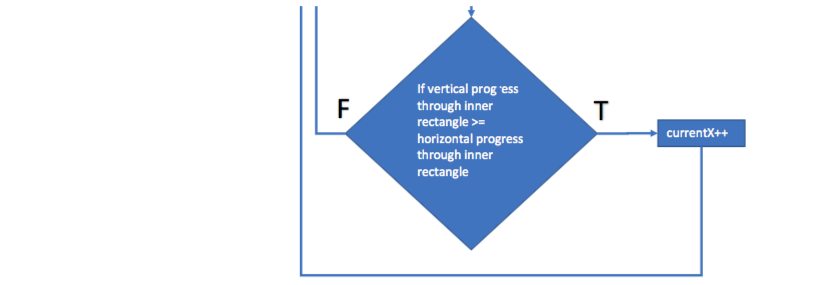 If vertical progress
through inner
rectangle >=
horizontal progress
through inner
rectangle
F
T
currentX++